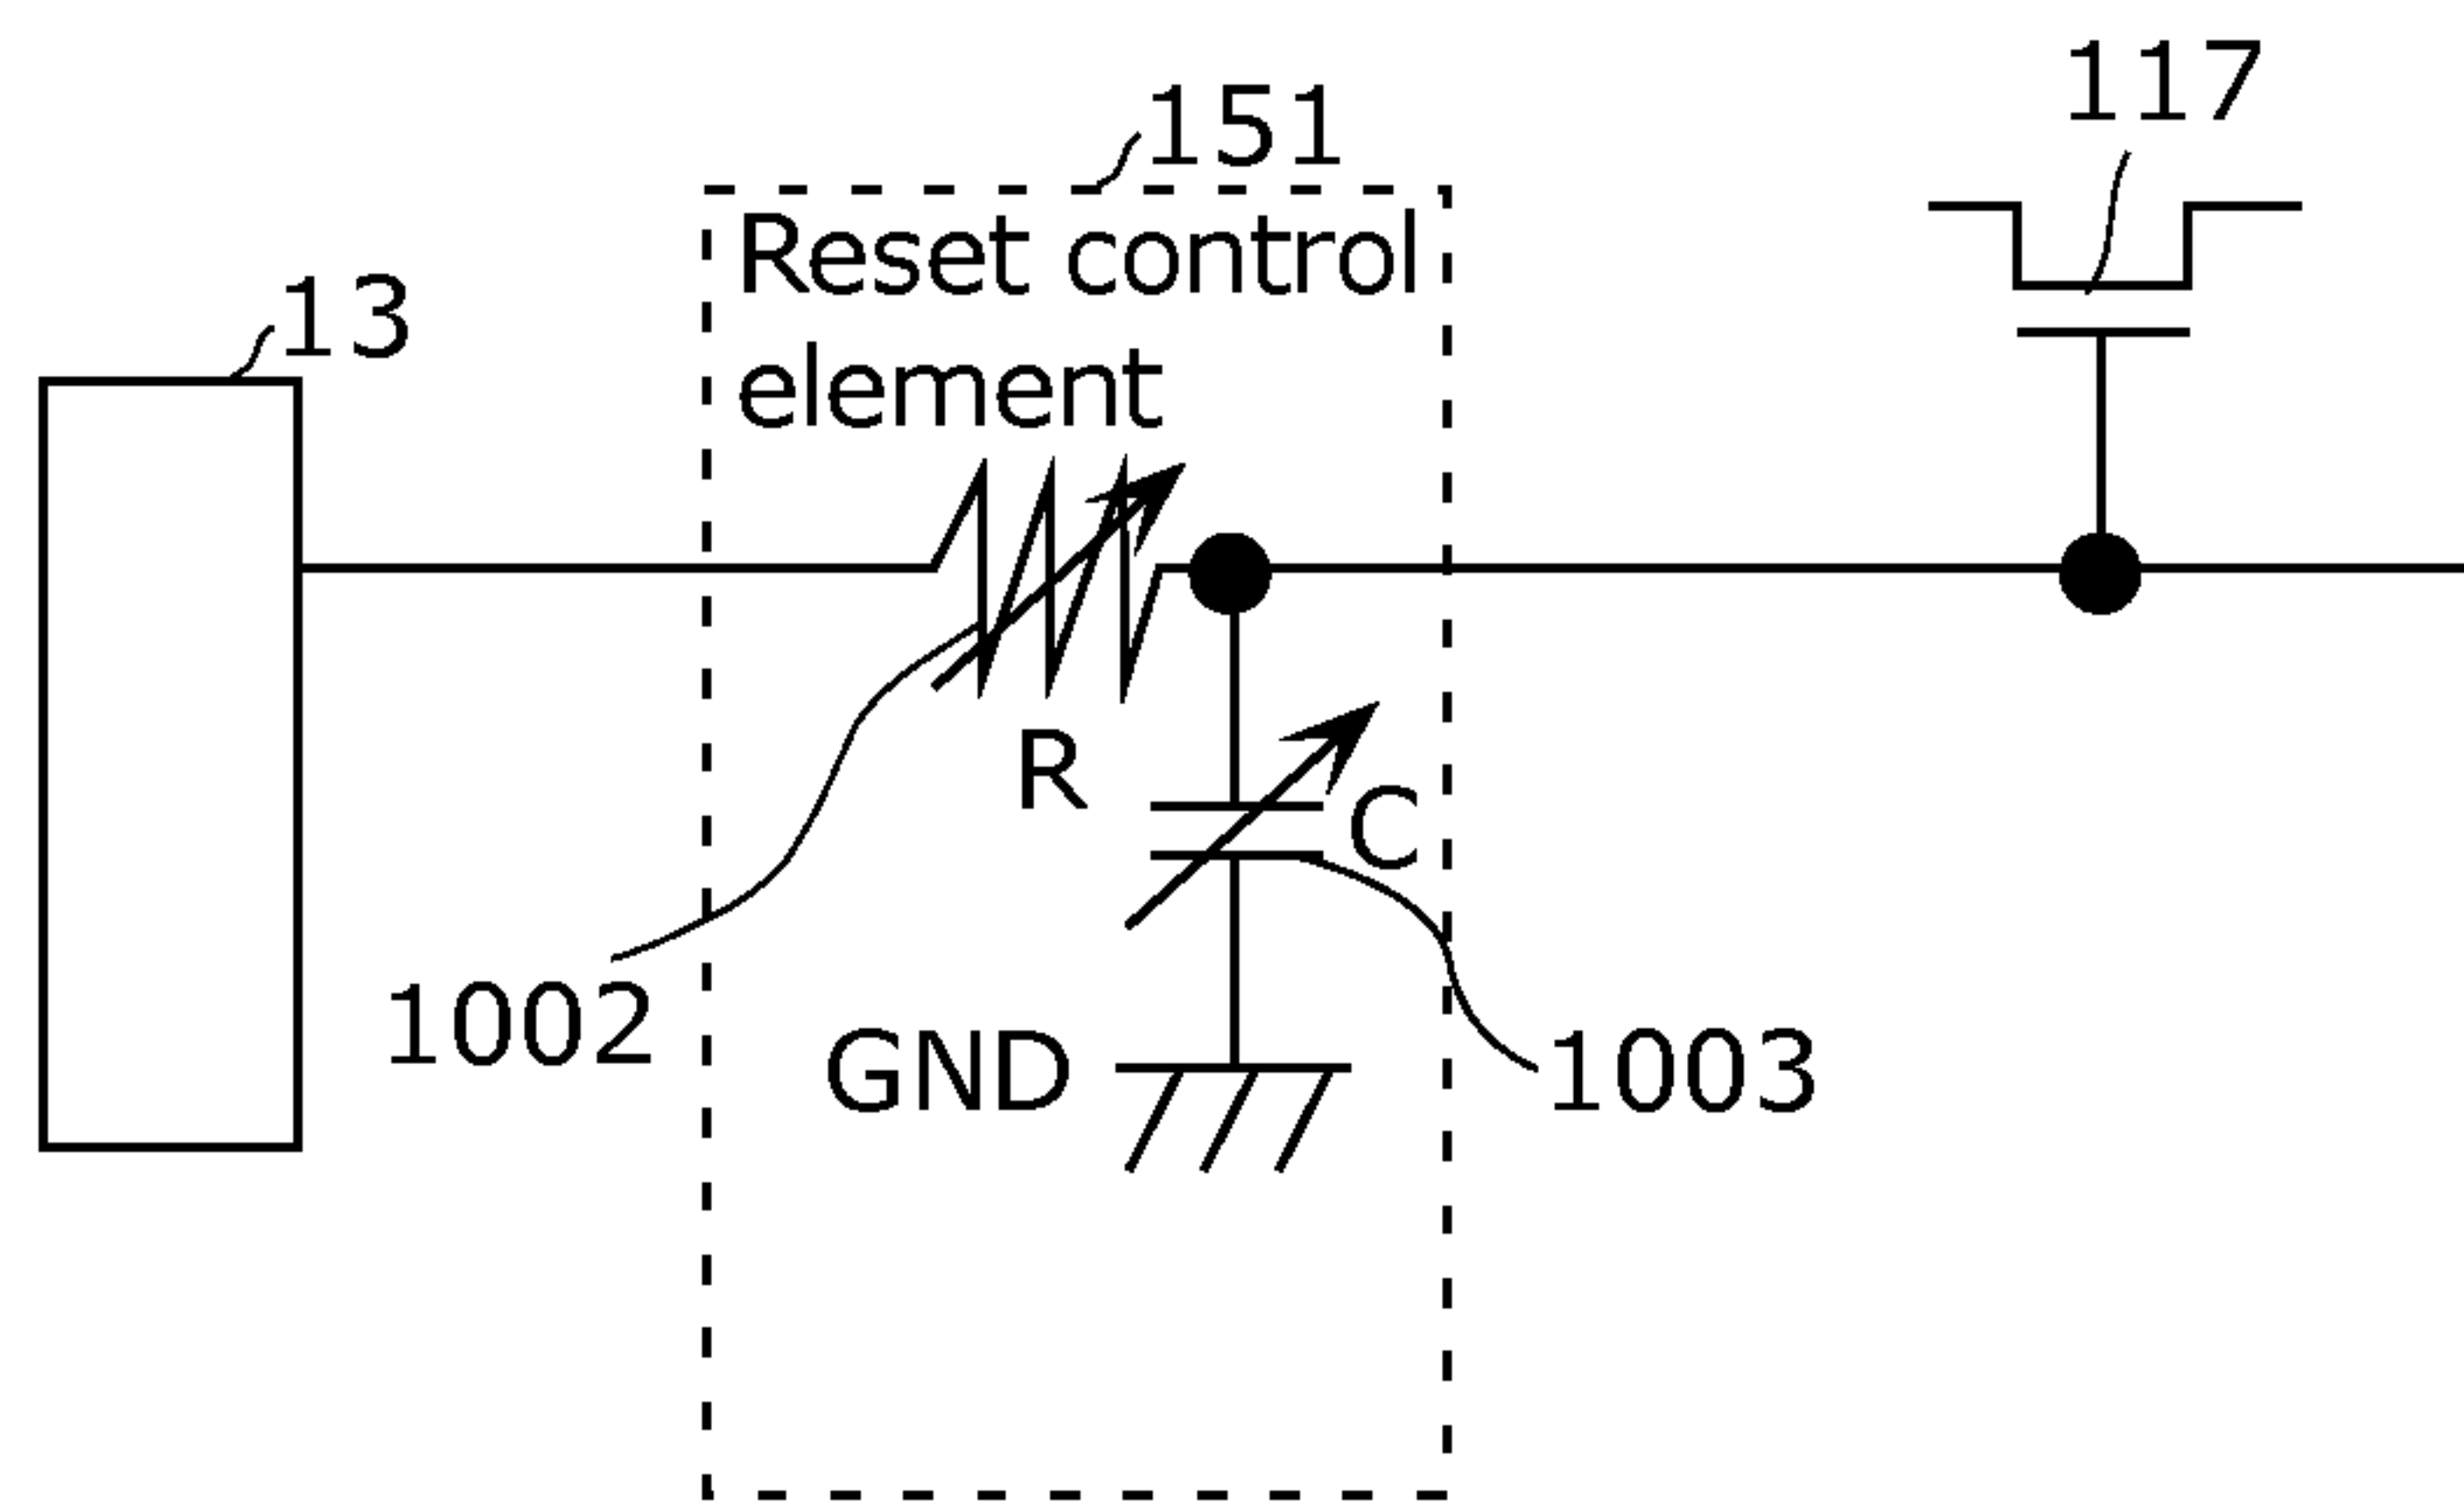 117
151
Reset control
element
13
R
C
1002
GND
1003